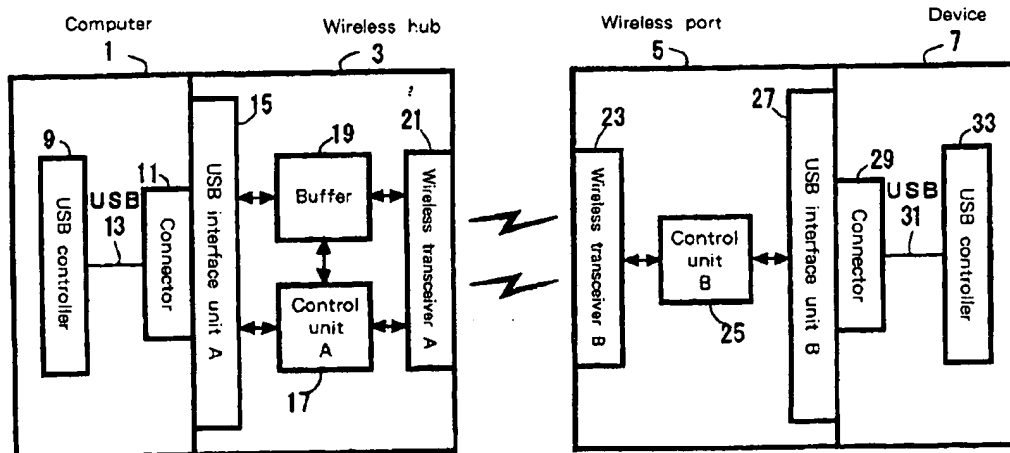 Computer
1
Wireless hub
3
Wireless port
5
Device
7
9
USB controller
USB
13
11
Connector
15
USB interface unit A
19
Buffer
Control
unit
A
17
21
Wireless transceiver A
23
Wireless transceiver B
Control
unit
B
25
27
USB interface unit B
29
Connector
USB
31
33
USB controller